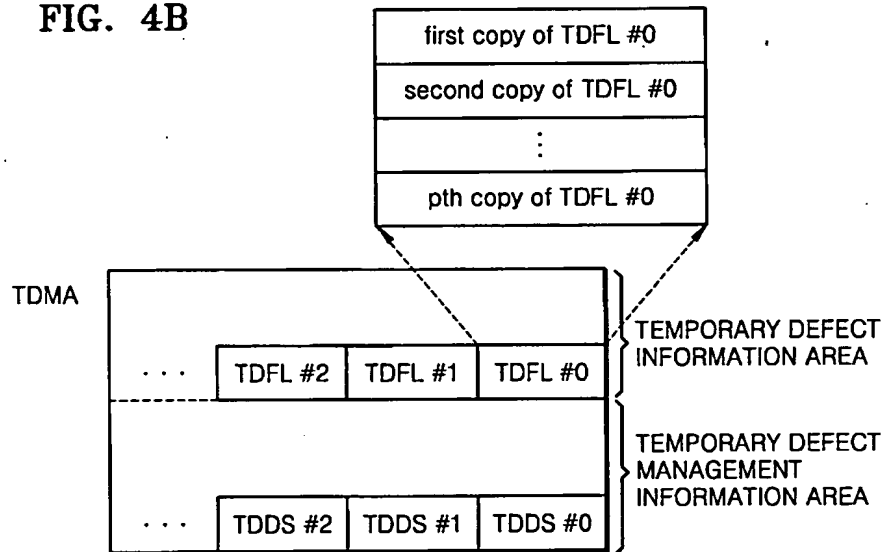 FIG. 4B
first copy of TDFL #0
second copy of TDFL #0
⋮
pth copy of TDFL #0
TDMA
TEMPORARY DEFECT
INFORMATION AREA
· · · TDFL #2 TDFL #1 TDFL #0
TEMPORARY DEFECT
MANAGEMENT
INFORMATION AREA
· · · TDDS #2 TDDS #1 TDDS #0